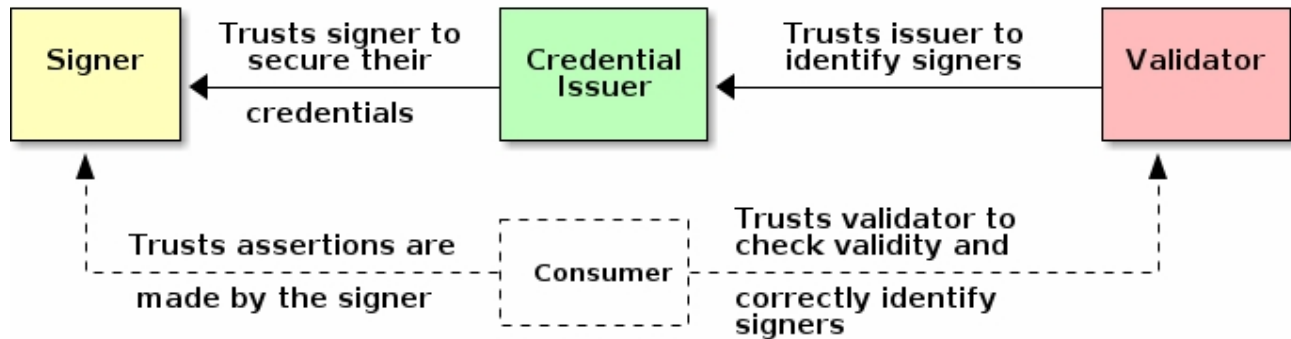 Signer
Trusts signer to
secure their
credentials
Credential
Issuer
Trusts issuer to
identify signers
Validator
Trusts assertions are
made by the signer
Consumer
Trusts validator to
check validity and
correctly identify
signers